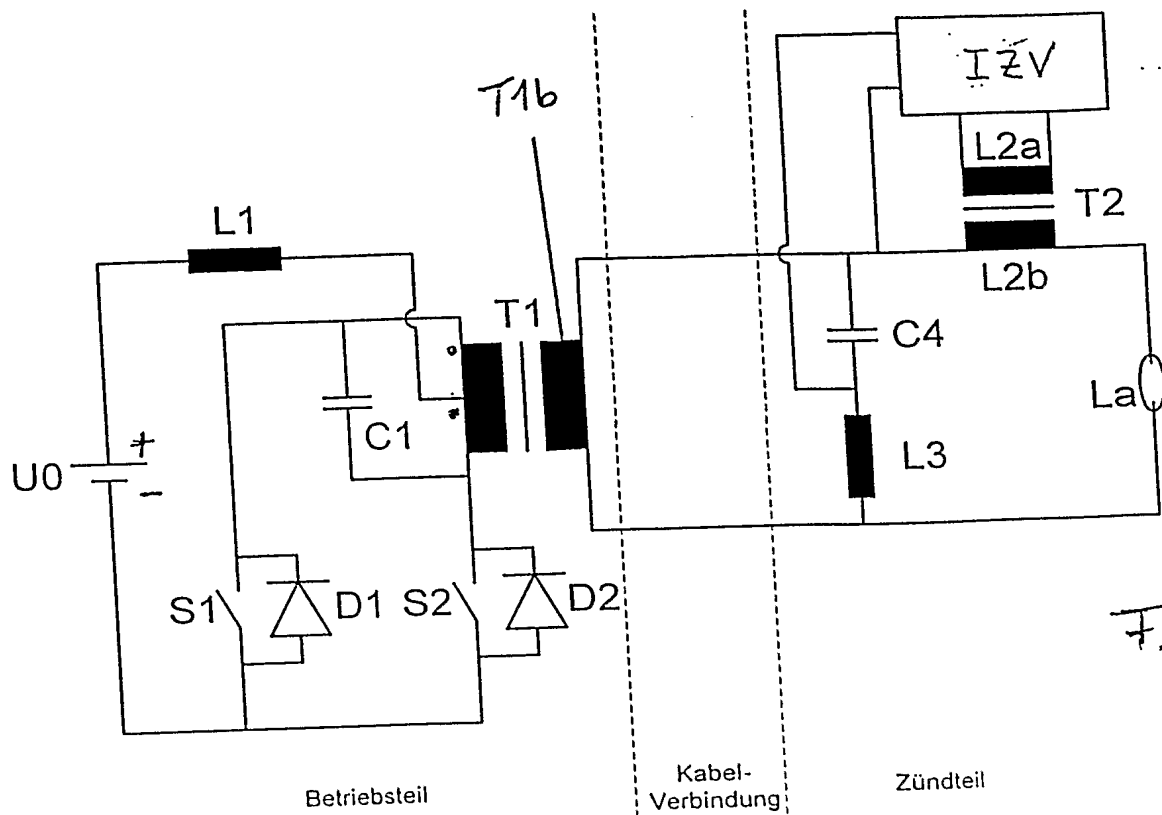 IZV
T1b
L2a
T2
L1
L2b
T1
C4
La
C1
L3
+
U0
-
S1
D1
S2
D2
Betriebsteil
Kabel-
Verbindung
Zündteil